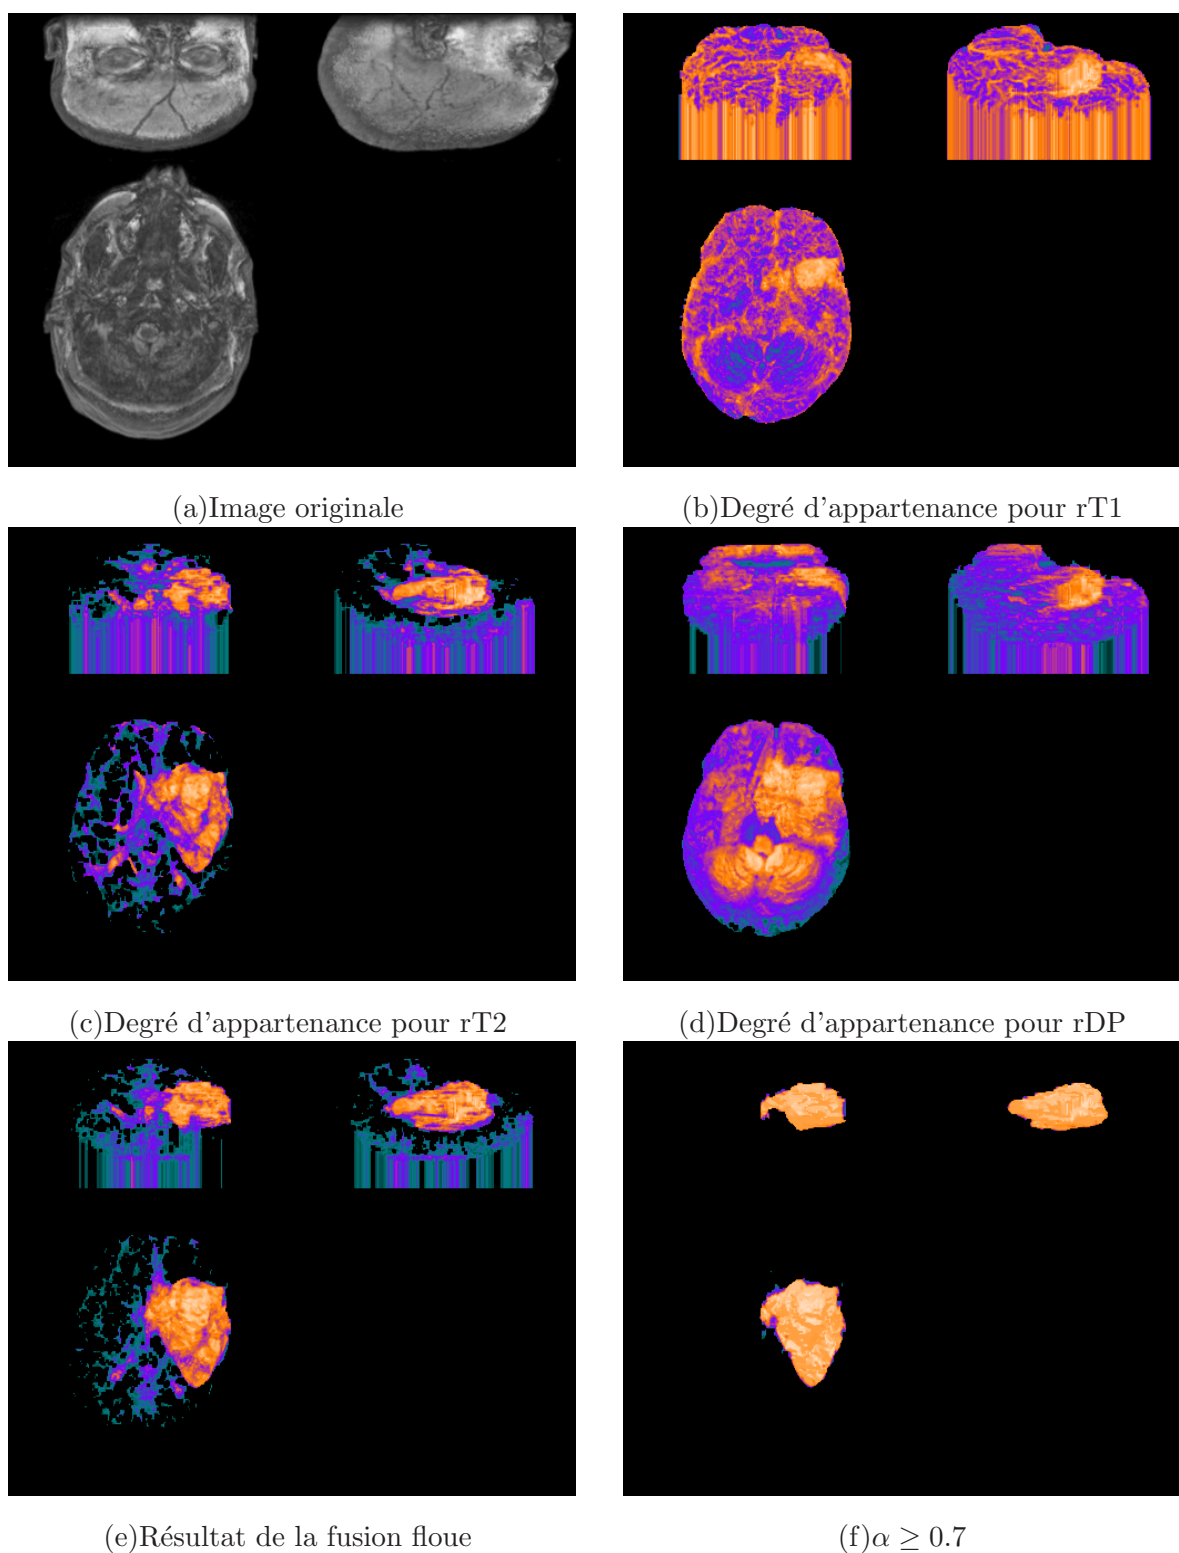 (a)Image originale
(b)Degré d'appartenance pour rT1
(c)Degré d'appartenance pour rT2
(d)Degré d'appartenance pour rDP
(e)Résultat de la fusion floue
(f)α ≥ 0.7